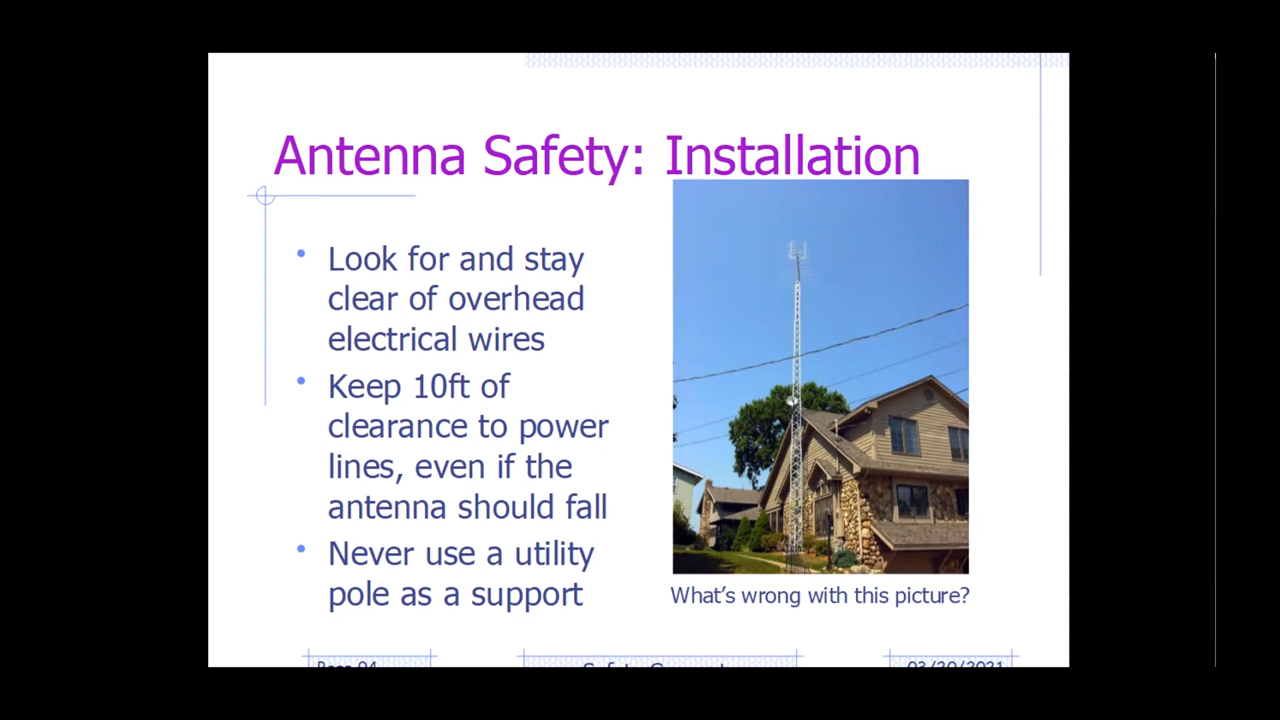 Antenna Safety: Installation
• Look for and stay
clear of overhead
electrical wires
• Keep 10ft of
clearance to power
lines, even if the
antenna should fall
• Never use a utility
pole as a support
What's wrong with this picture?
03/20/2021